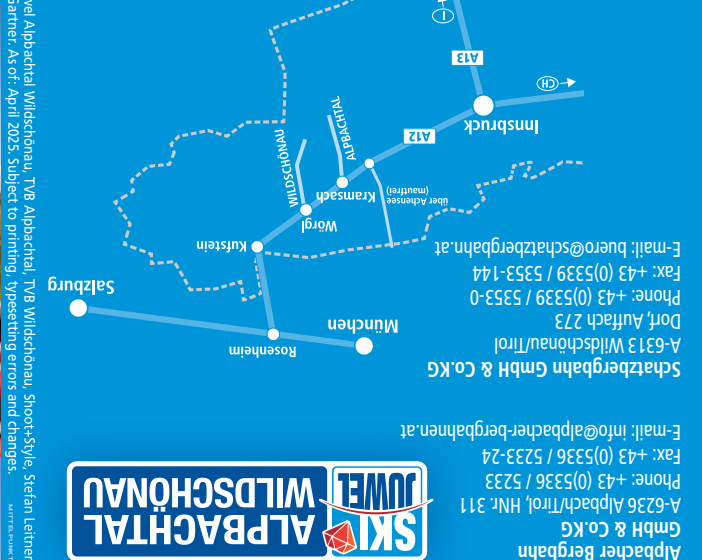 Alpbacher Bergbahn
GmbH & Co.KG
A-6236 Alpbach/Tirol, HNr. 311
Phone: +43 (0)5336 / 5233
Fax: +43 (0)5336 / 5233-24
E-mail: info@alpbacher-bergbahnen.at
SKI
JUWEL
ALPBACHTAL
WILDSCHÖNAU
Schatzbergbahn GmbH & Co.KG
A-6313 Wildschönau/Tirol
Dorf, Auffach 273
Phone: +43 (0)5339 / 5353-0
Fax: +43 (0)5339 / 5353-144
E-mail: buero@schatzbergbahn.at
München
Rosenheim
Salzburg
Kufstein
Wörgl
Kramsach
über Achensee
(mautfrei)
WILDSCHÖNAU
ALPBACHTAL
A12
Innsbruck
CH
A13
I
Alpbachtal Wildschönau, TVB Alpbachtal, TVB Wildschönau, Shoot+Style, Stefan Leitner
Gartner. As of: April 2025. Subject to printing, typesetting errors and changes.
MITTELPUNKT